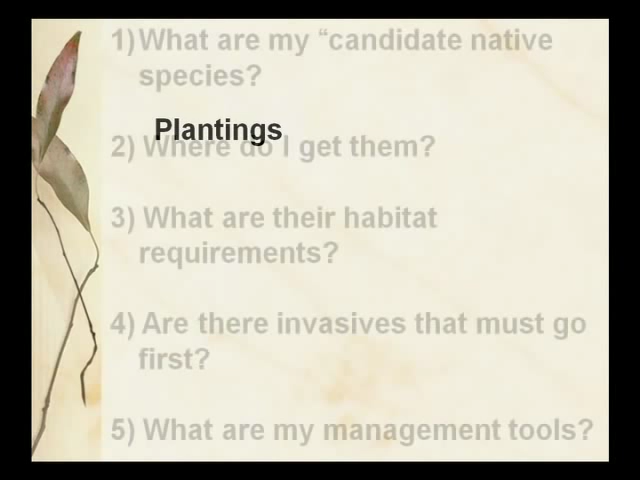 1) What are my “candidate native
species?
Plantings
2) Where do I get them?
3) What are their habitat
requirements?
4) Are there invasives that must go
first?
5) What are my management tools?